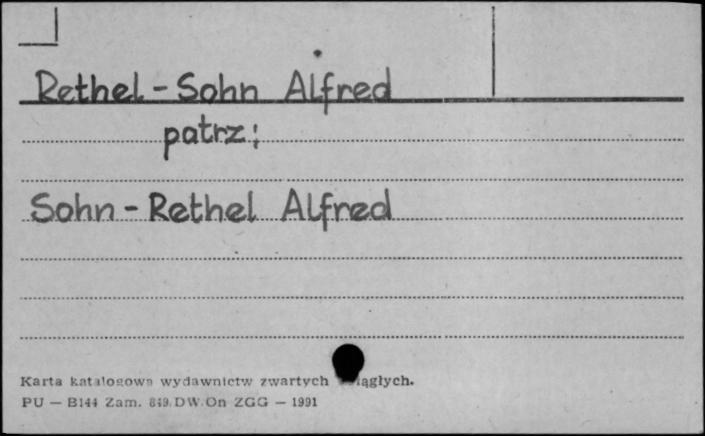 Rethel-Sohn Alfred
patrz:
Sohn-Rethel Alfred
Karta katalogowa wydawnictw zwartych ągłych.
PU — B144 Zam. 849. DW. On ZGG — 1991